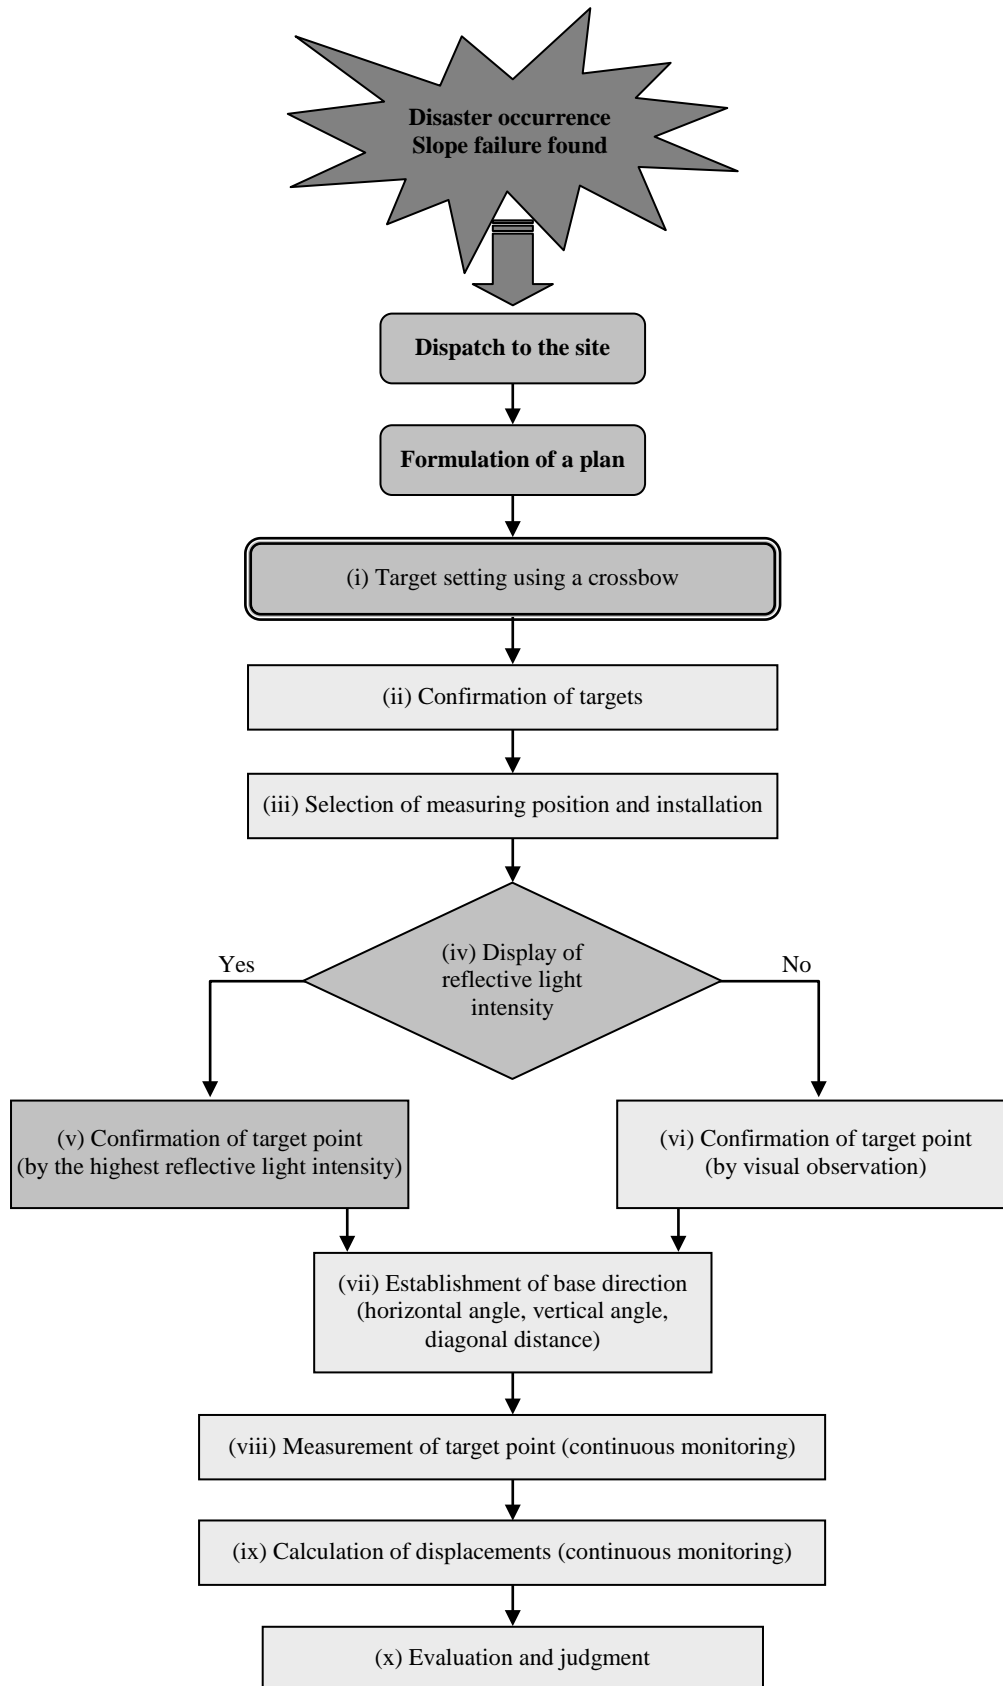 Disaster occurrence
Slope failure found
Dispatch to the site
Formulation of a plan
(i) Target setting using a crossbow
(ii) Confirmation of targets
(iii) Selection of measuring position and installation
(iv) Display of
reflective light
intensity
Yes
No
(v) Confirmation of target point
(by the highest reflective light intensity)
(vi) Confirmation of target point
(by visual observation)
(vii) Establishment of base direction
(horizontal angle, vertical angle,
diagonal distance)
(viii) Measurement of target point (continuous monitoring)
(ix) Calculation of displacements (continuous monitoring)
(x) Evaluation and judgment